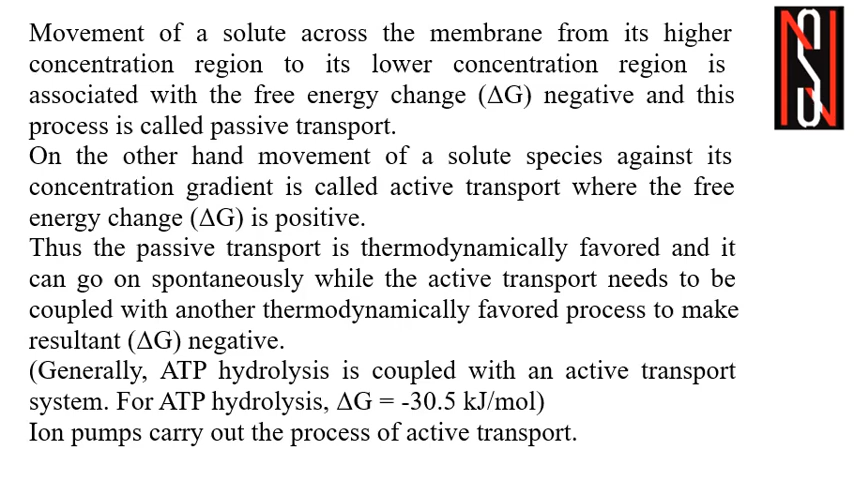 Movement of a solute across the membrane from its higher
concentration region to its lower concentration region is
associated with the free energy change (ΔG) negative and this
process is called passive transport.
On the other hand movement of a solute species against its
concentration gradient is called active transport where the free
energy change (ΔG) is positive.
Thus the passive transport is thermodynamically favored and it
can go on spontaneously while the active transport needs to be
coupled with another thermodynamically favored process to make
resultant (ΔG) negative.
(Generally, ATP hydrolysis is coupled with an active transport
system. For ATP hydrolysis, ΔG = -30.5 kJ/mol)
Ion pumps carry out the process of active transport.